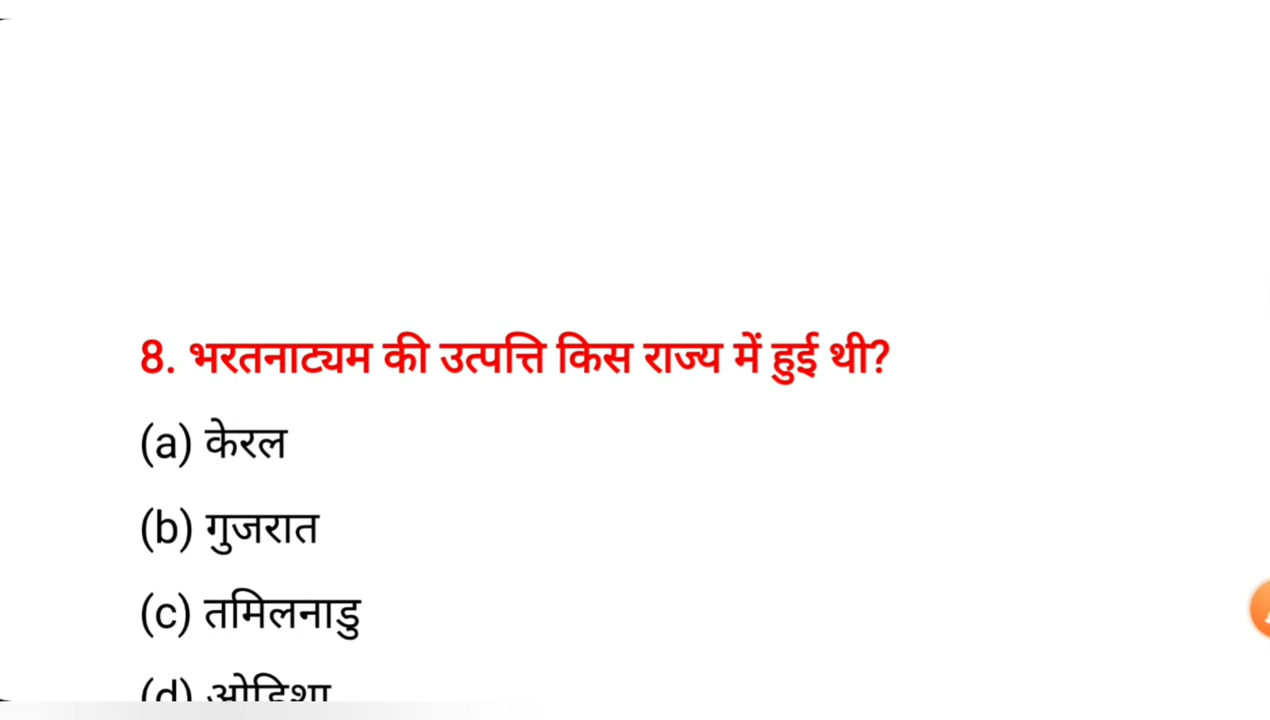 8. भरतनाट्यम की उत्पत्ति किस राज्य में हुई थी?
(a) केरल
(b) गुजरात
(c) तमिलनाडु
(d) ओडिशा